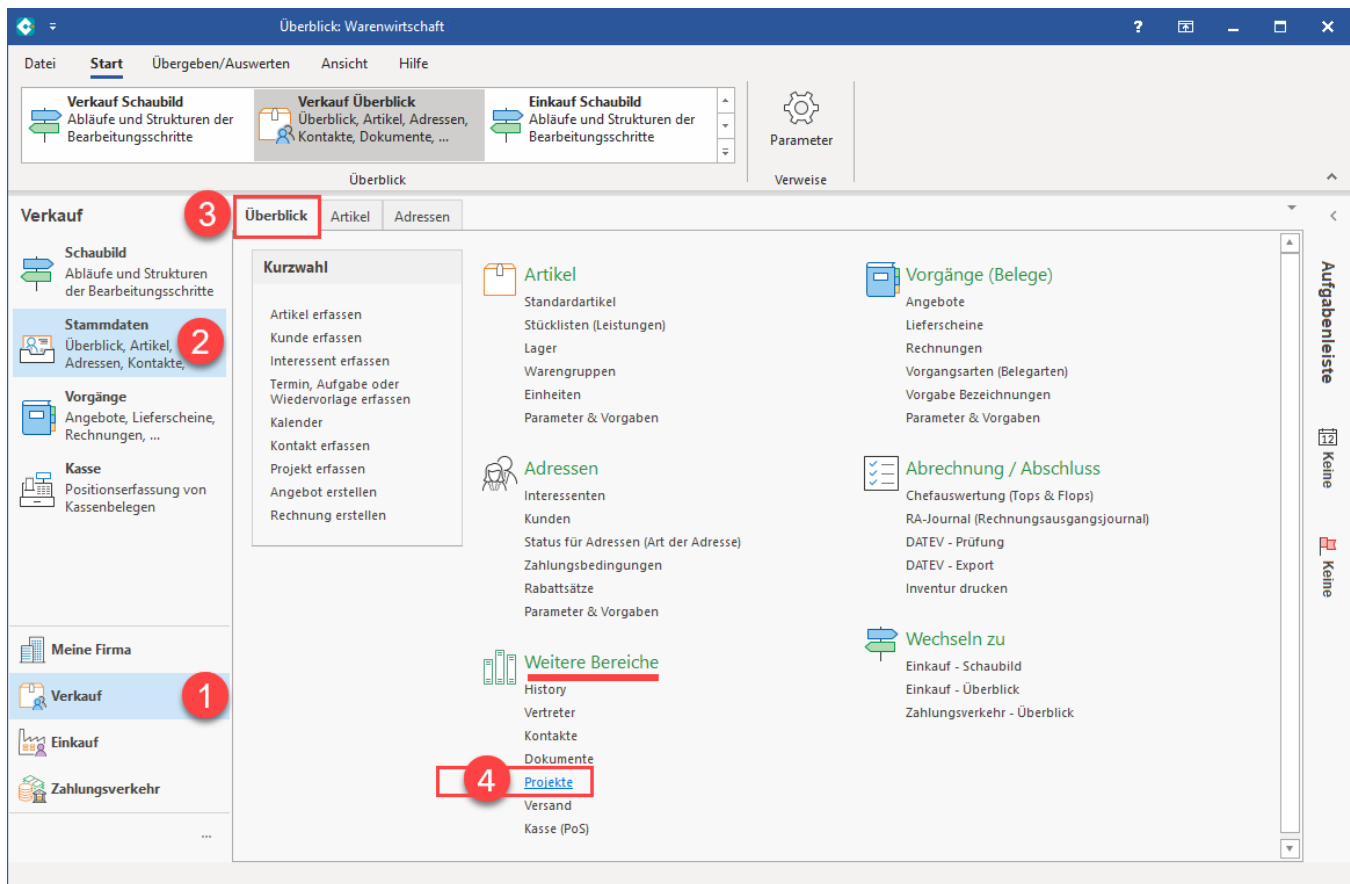 Überblick: Warenwirtschaft
?
Datei Start Übergeben/Auswerten Ansicht Hilfe
Verkauf Schaubild
Abläufe und Strukturen der
Bearbeitungsschritte
Verkauf Überblick
Überblick, Artikel, Adressen,
Kontakte, Dokumente, ...
Einkauf Schaubild
Abläufe und Strukturen der
Bearbeitungsschritte
Parameter
Überblick
Verweise
Verkauf
3
Überblick Artikel Adressen
Schaubild
Abläufe und Strukturen
der Bearbeitungsschritte
Stammdaten
Überblick, Artikel,
Adressen, Kontakte,
2
Vorgänge
Angebote, Lieferscheine,
Rechnungen, ...
Kasse
Positionserfassung von
Kassenbelegen
Meine Firma
Verkauf
1
Einkauf
Zahlungsverkehr
...
Kurzwahl
Artikel erfassen
Kunde erfassen
Interessent erfassen
Termin, Aufgabe oder
Wiedervorlage erfassen
Kalender
Kontakt erfassen
Projekt erfassen
Angebot erstellen
Rechnung erstellen
Artikel
Standardartikel
Stücklisten (Leistungen)
Lager
Warengruppen
Einheiten
Parameter & Vorgaben
Adressen
Interessenten
Kunden
Status für Adressen (Art der Adresse)
Zahlungsbedingungen
Rabattsätze
Parameter & Vorgaben
Weitere Bereiche
History
Vertreter
Kontakte
Dokumente
4
Projekte
Versand
Kasse (PoS)
Vorgänge (Belege)
Angebote
Lieferscheine
Rechnungen
Vorgangsarten (Belegarten)
Vorgabe Bezeichnungen
Parameter & Vorgaben
Abrechnung / Abschluss
Chefauswertung (Tops & Flops)
RA-Journal (Rechnungsausgangsjournal)
DATEV - Prüfung
DATEV - Export
Inventur drucken
Wechseln zu
Einkauf - Schaubild
Einkauf - Überblick
Zahlungsverkehr - Überblick
Aufgabenleiste
12
Keine
Keine